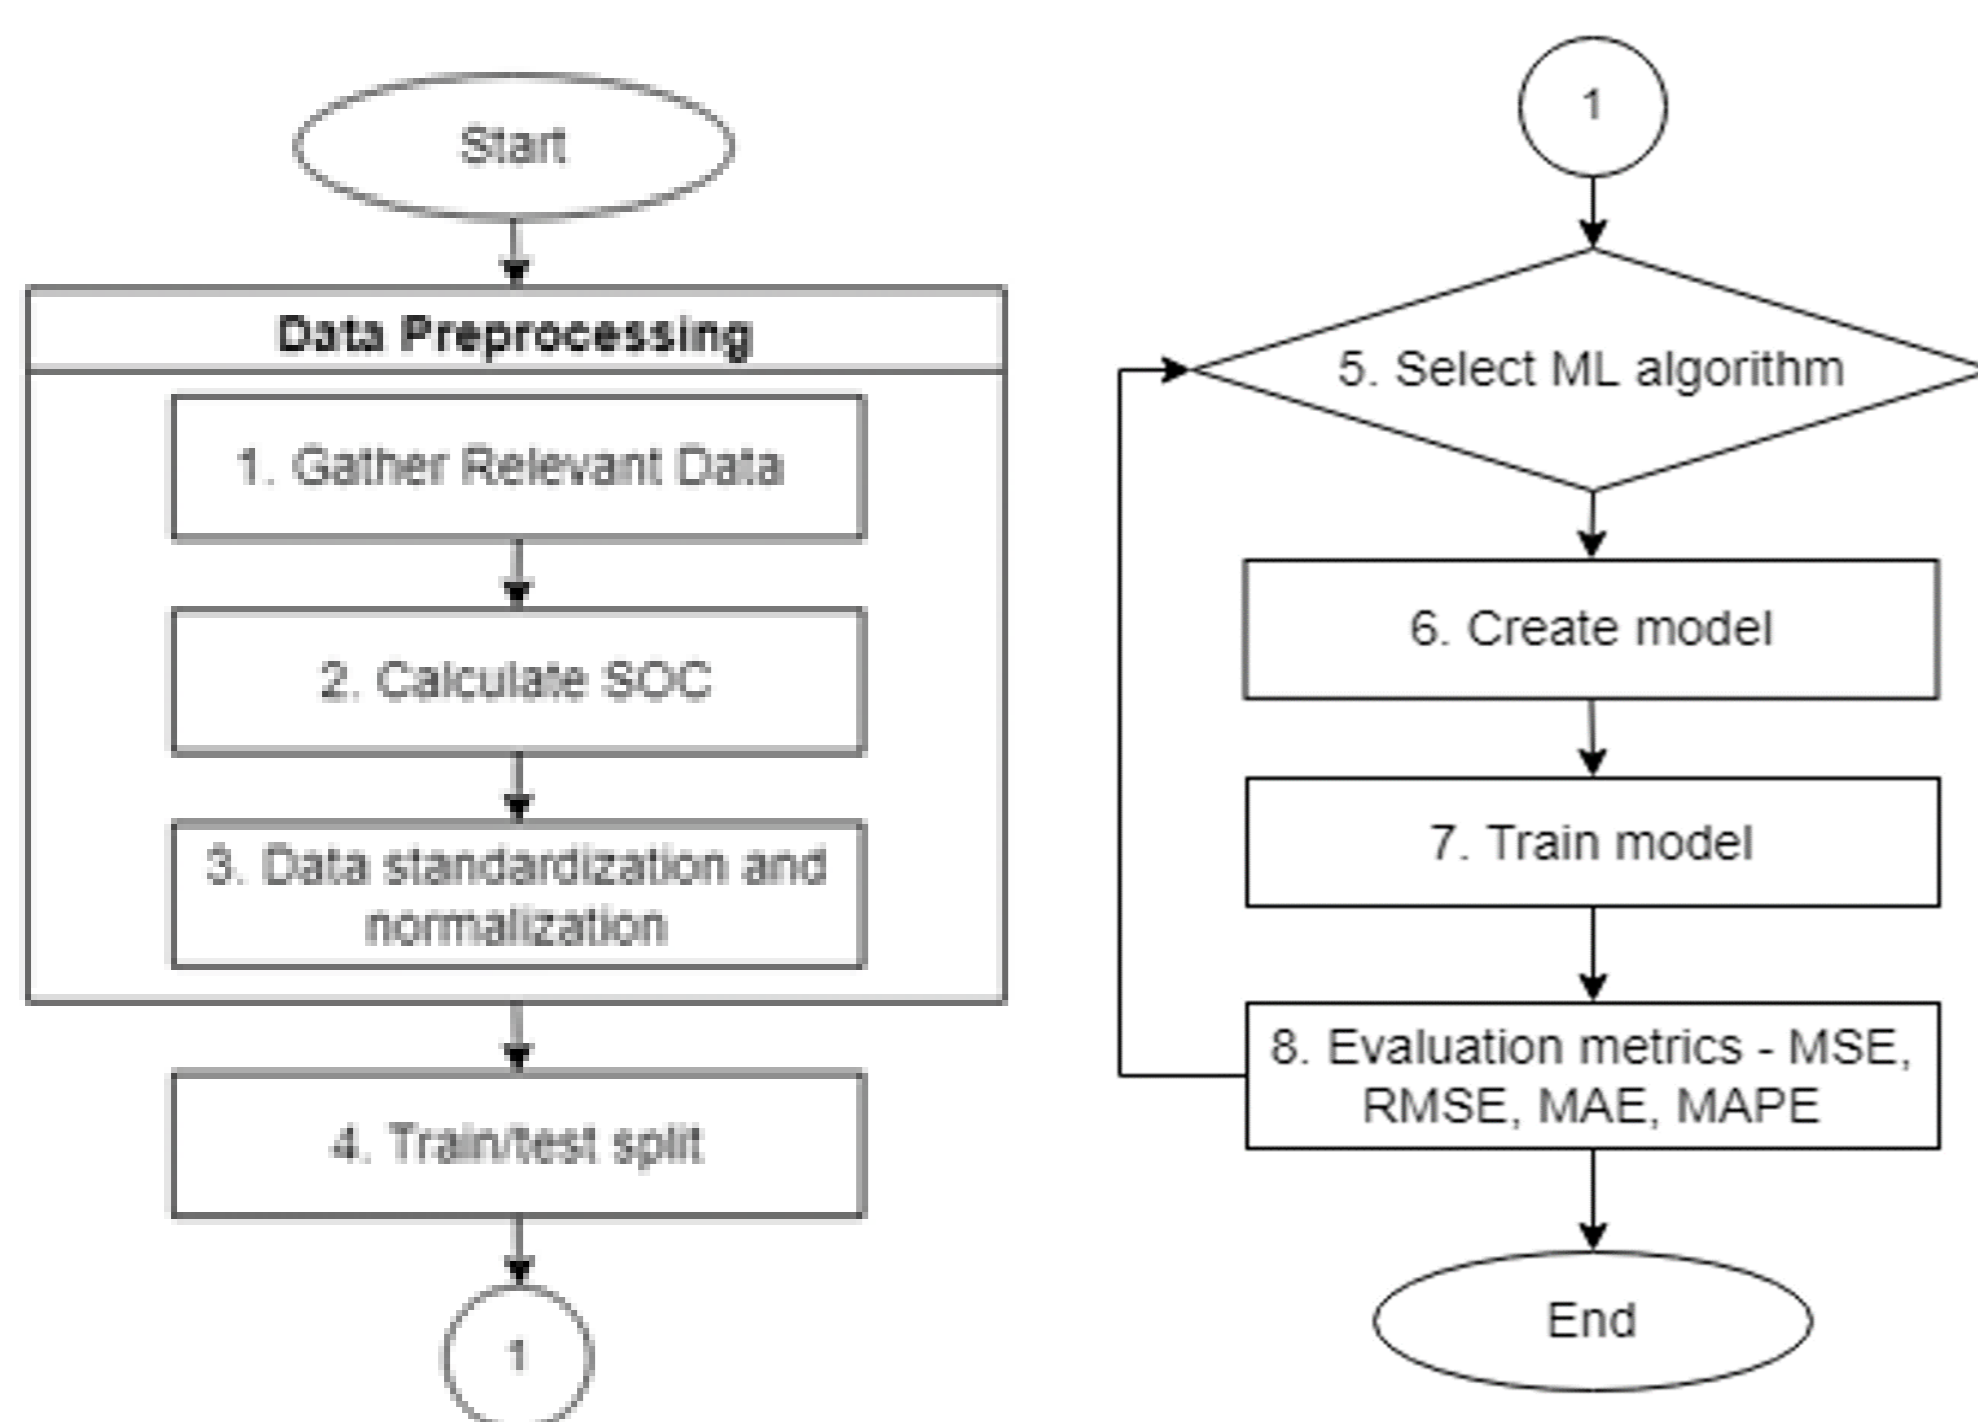 Start
Data Preprocessing
1. Gather Relevant Data
2. Calculate SOC
3. Data standardization and
normalization
4. Train/test split
1
1
5. Select ML algorithm
6. Create model
7. Train model
8. Evaluation metrics - MSE,
RMSE, MAE, MAPE
End